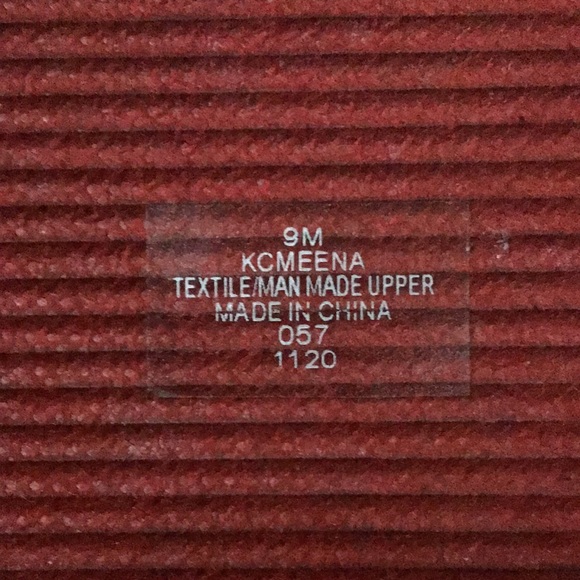 9M
KCMEENA
TEXTILE/MAN MADE UPPER
MADE IN CHINA
057
1120